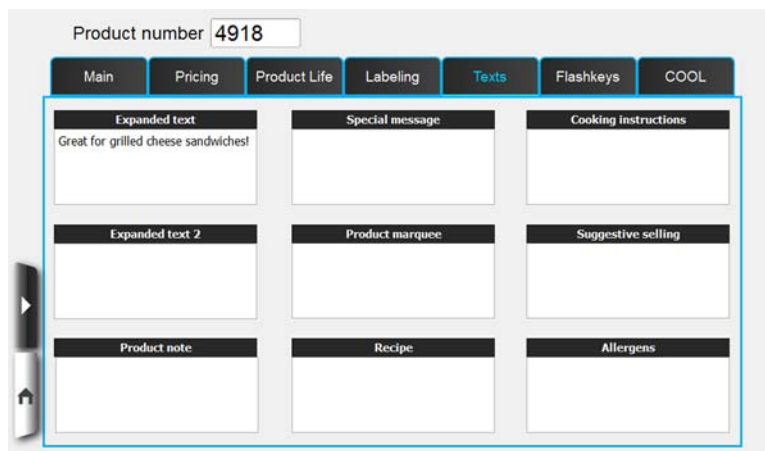 Product number 4918
Main Pricing Product Life Labeling Texts Flashkeys COOL
Expanded text Special message Cooking instructions
Great for grilled cheese sandwiches!
Expanded text 2 Product marquee Suggestive selling
Product note Recipe Allergens